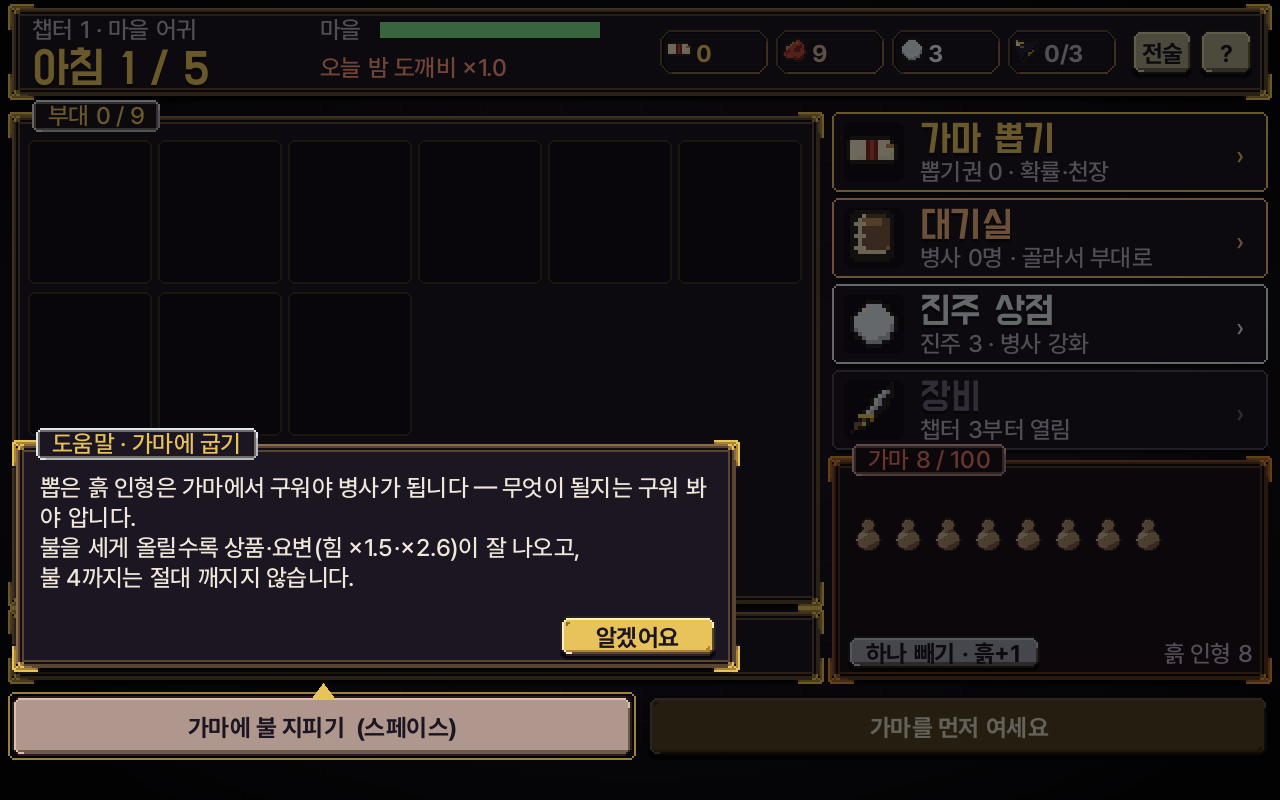 챕터 1 · 마을 어귀
아침 1 / 5
마을
오늘 밤 도깨비 ×1.0
0
9
3
0/3
전술
?
부대 0 / 9
가마 뽑기
뽑기권 0 · 확률·천장
›
대기실
병사 0명 · 골라서 부대로
›
진주 상점
진주 3 · 병사 강화
›
장비
챕터 3부터 열림
›
도움말 · 가마에 굽기
뽑은 흙 인형은 가마에서 구워야 병사가 됩니다 — 무엇이 될지는 구워 봐
야 압니다.
불을 세게 올릴수록 상품·요변(힘 ×1.5·×2.6)이 잘 나오고,
불 4까지는 절대 깨지지 않습니다.
알겠어요
가마 8 / 100
하나 빼기 · 흙+1
흙 인형 8
가마에 불 지피기 (스페이스)
가마를 먼저 여세요